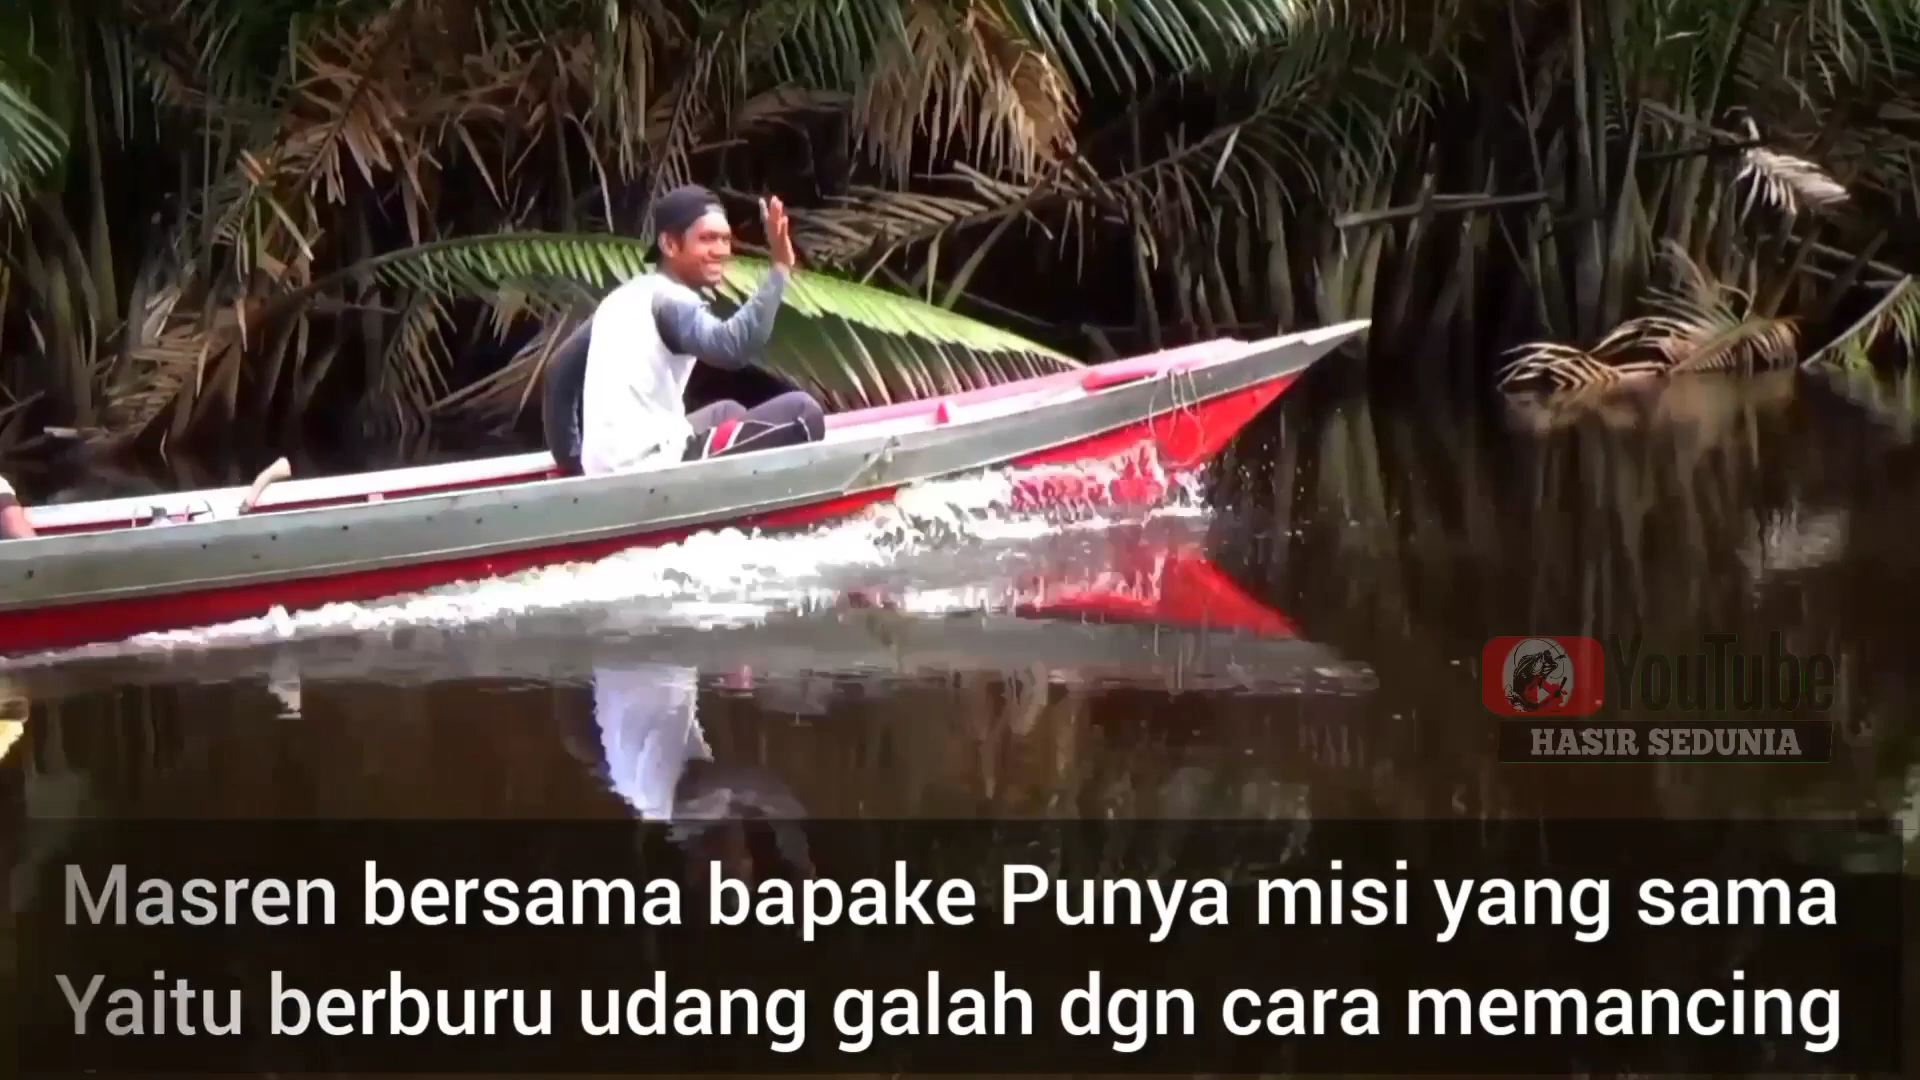 YouTube
HASIR SEDUNIA
Masren bersama bapake Punya misi yang sama
Yaitu berburu udang galah dgn cara memancing